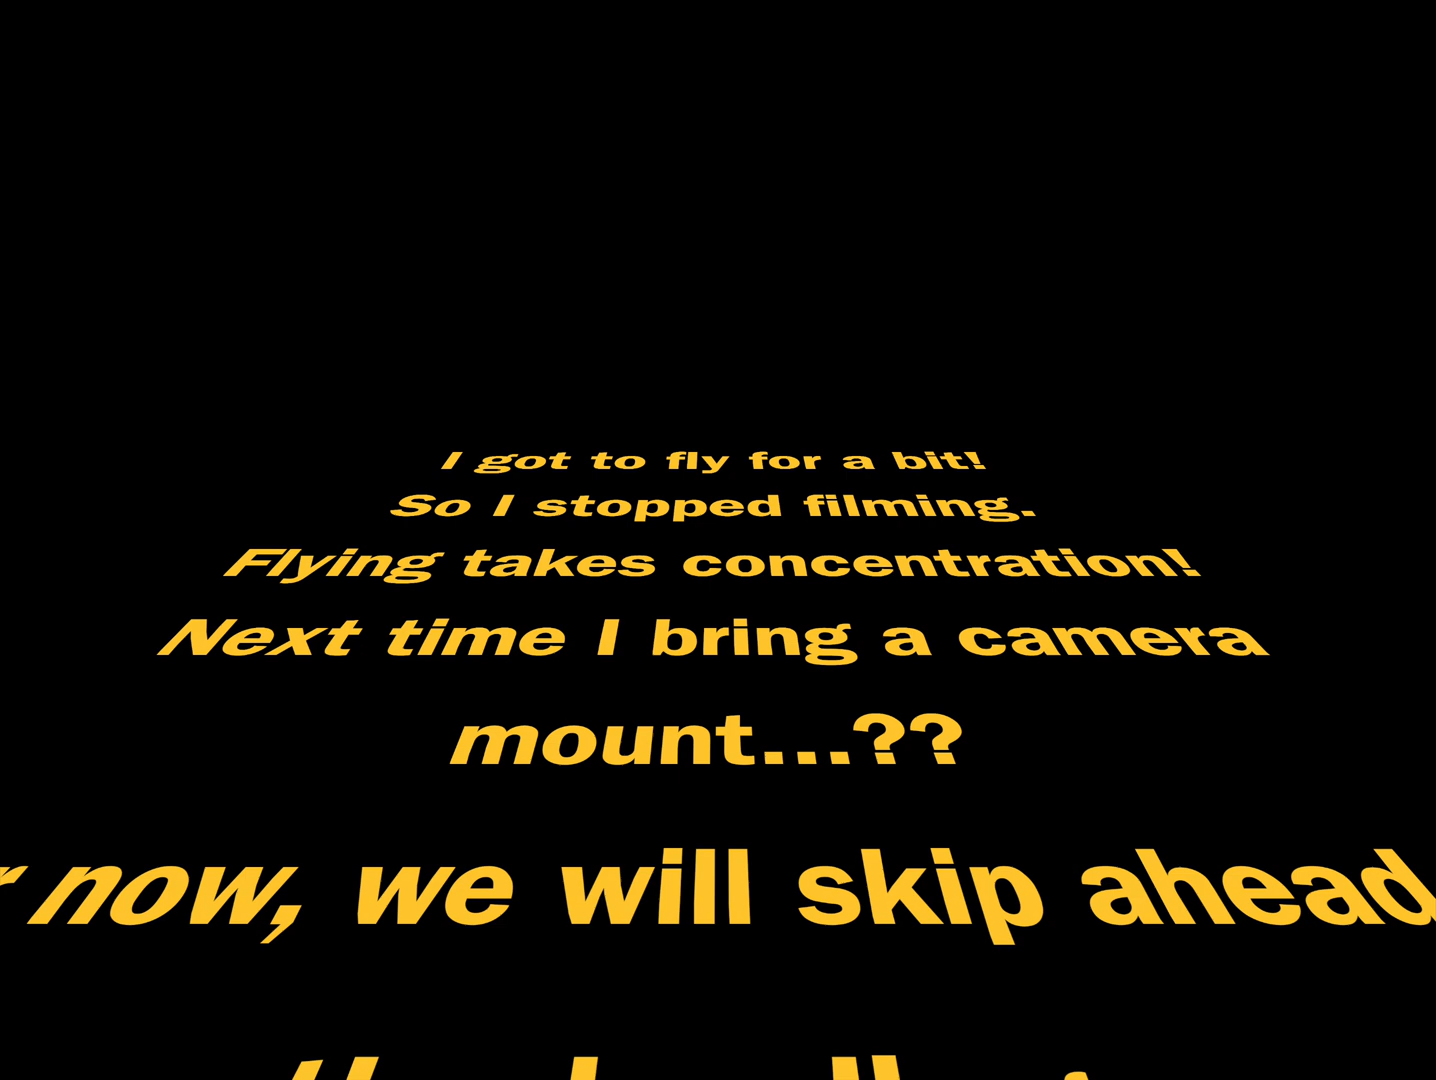 I got to fly for a bit!
So I stopped filming.
Flying takes concentration!
Next time I bring a camera
mount...??
now, we will skip ahead